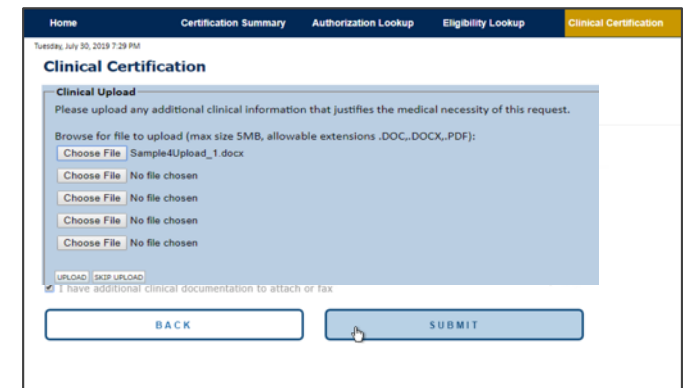 Home Certification Summary Authorization Lookup Eligibility Lookup Clinical Certification
Tuesday, July 30, 2019 7:29 PM
Clinical Certification
Clinical Upload
Please upload any additional clinical information that justifies the medical necessity of this request.
Browse for file to upload (max size 5MB, allowable extensions .DOC,.DOCX,.PDF):
Choose File Sample4Upload_1.docx
Choose File No file chosen
Choose File No file chosen
Choose File No file chosen
Choose File No file chosen
UPLOAD SKIP UPLOAD
I have additional clinical documentation to attach or fax
BACK SUBMIT